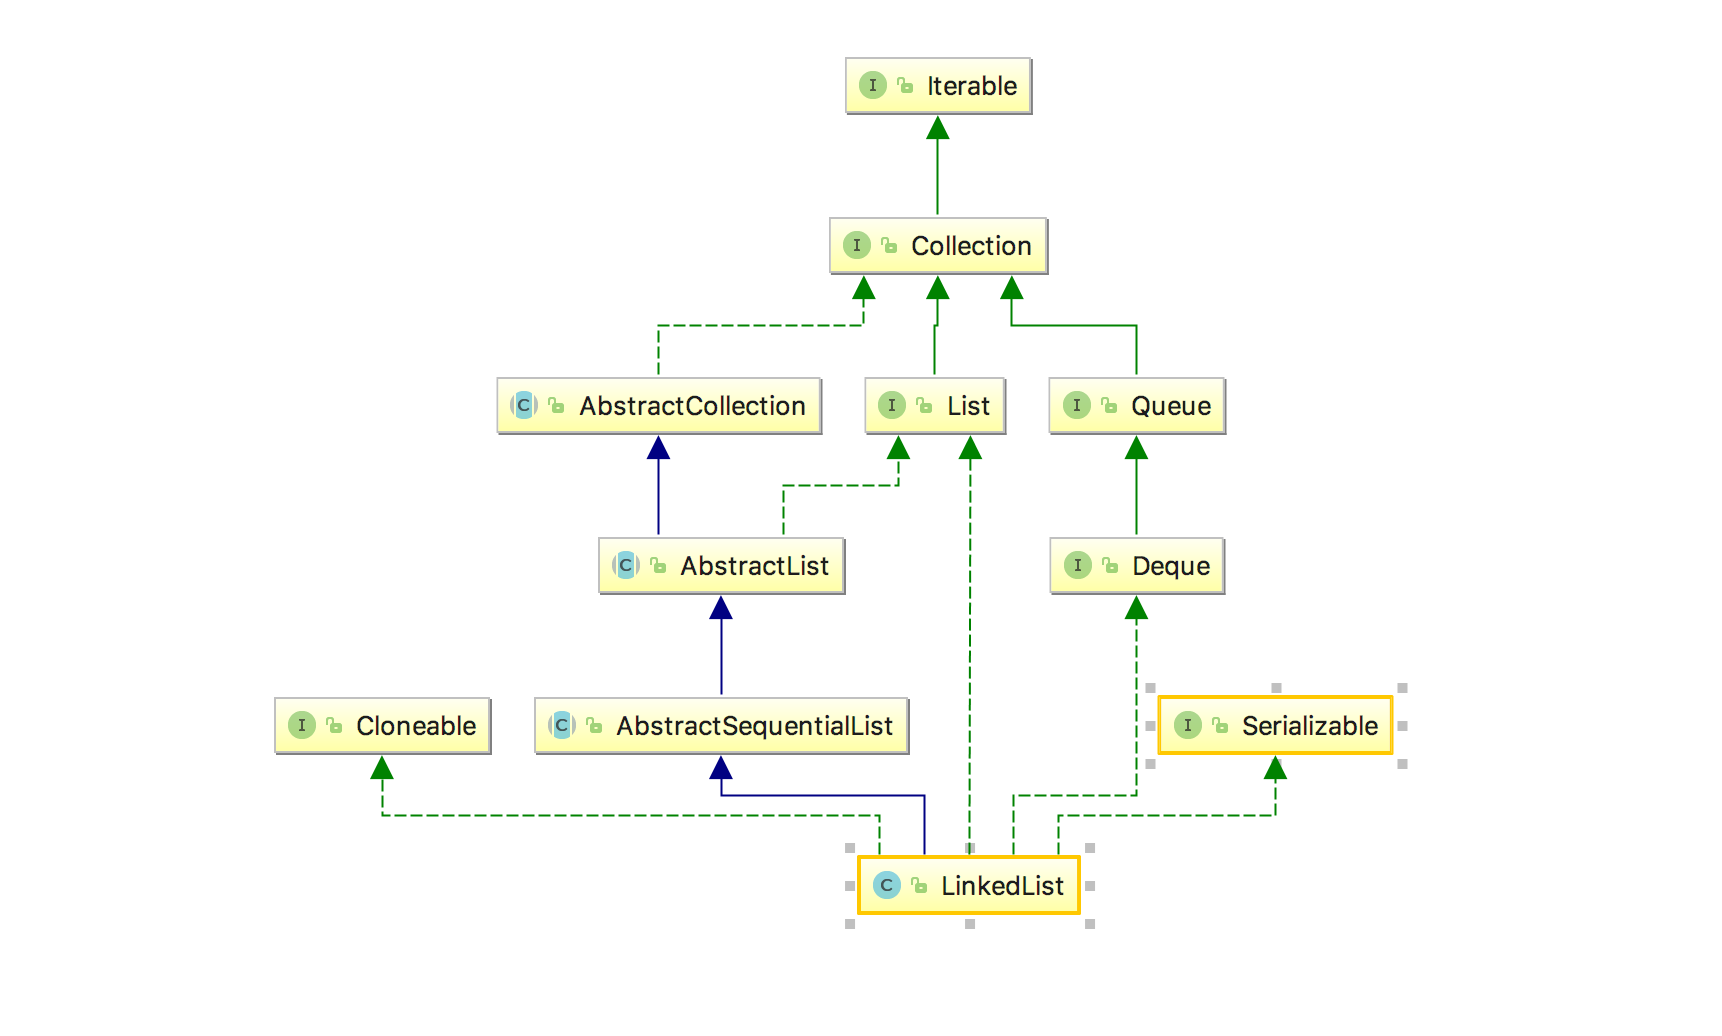 I Iterable
I Collection
C AbstractCollection
I List
I Queue
C AbstractList
I Deque
I Cloneable
C AbstractSequentialList
I Serializable
C LinkedList